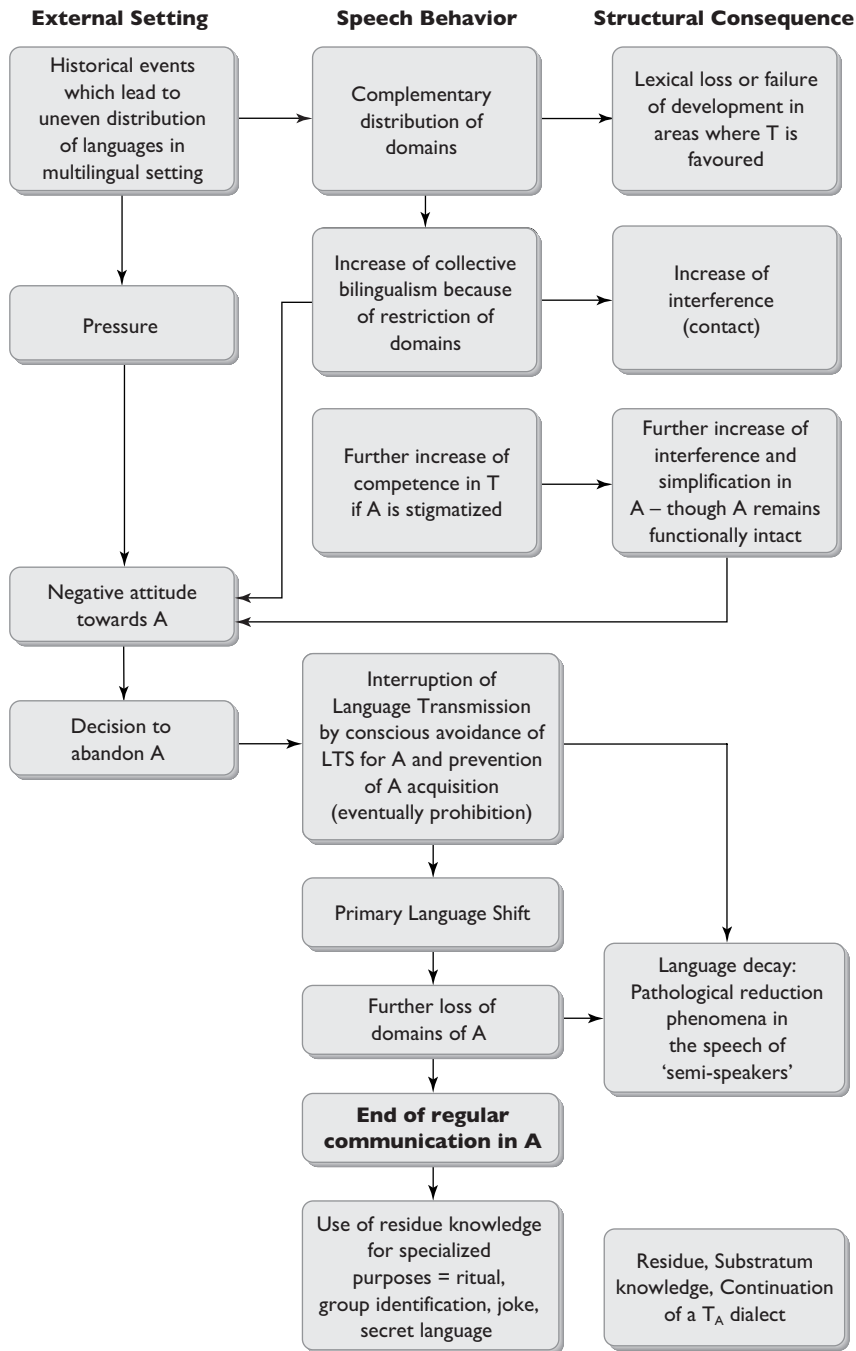 External Setting
Speech Behavior
Structural Consequence
Historical events
which lead to
uneven distribution
of languages in
multilingual setting
Complementary
distribution of
domains
Lexical loss or failure
of development in
areas where T is
favoured
Pressure
Increase of collective
bilingualism because
of restriction of
domains
Increase of
interference
(contact)
Further increase of
competence in T
if A is stigmatized
Further increase of
interference and
simplification in
A – though A remains
functionally intact
Negative attitude
towards A
Decision to
abandon A
Interruption of
Language Transmission
by conscious avoidance of
LTS for A and prevention
of A acquisition
(eventually prohibition)
Primary Language Shift
Further loss of
domains of A
Language decay:
Pathological reduction
phenomena in
the speech of
‘semi-speakers’
End of regular
communication in A
Use of residue knowledge
for specialized
purposes = ritual,
group identification, joke,
secret language
Residue, Substratum
knowledge, Continuation
of a TA dialect